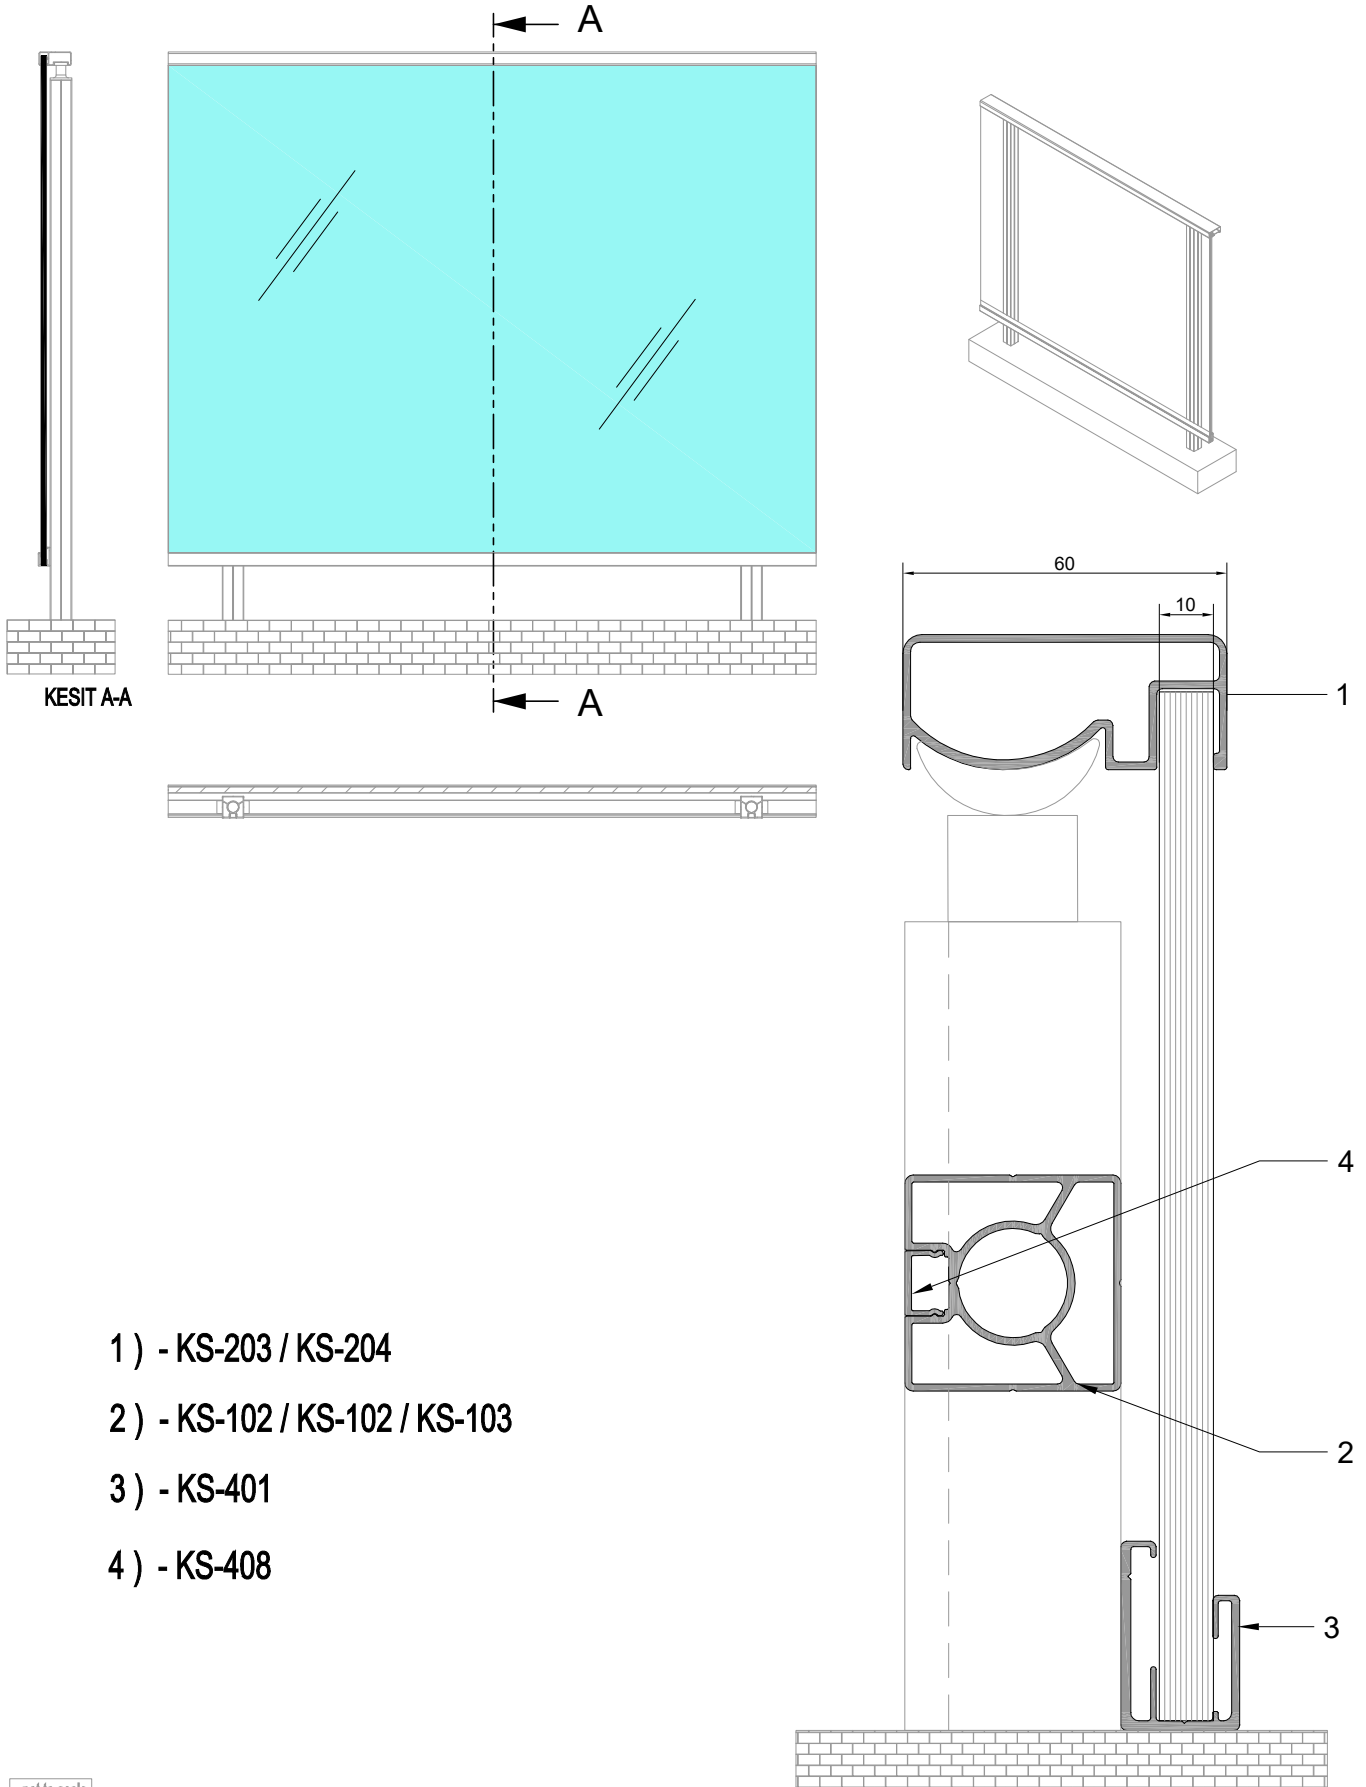 A
KESIT A-A
A
60
10
1
4
2
3
1 ) - KS-203 / KS-204
2 ) - KS-102 / KS-102 / KS-103
3 ) - KS-401
4 ) - KS-408